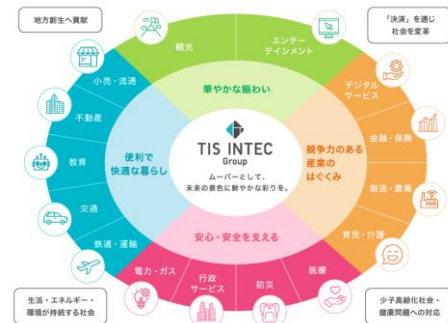 地方創生へ貢献
「決済」を通じ
社会を変革
観光
エンター
テインメント
小売・流通
デジタル
サービス
華やかな賑わい
不動産
金融・保険
教育
便利で
快適な暮らし
TIS INTEC
Group
ムーバーとして、
未来の景色に鮮やかな彩りを。
競争力のある
産業の
はぐくみ
製造・農業
交通
育児・介護
安心・安全を支える
鉄道・運輸
電力・ガス
行政
サービス
防災
医療
生活・エネルギー・
環境が持続する社会
少子高齢化社会・
健康問題への対応